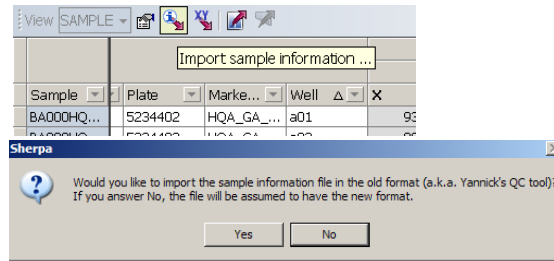 View SAMPLE
Import sample information ...
Sample Plate Marke... Well X
BA000HQ... 5234402 HQA_GA_... a01 93
Sherpa
Would you like to import the sample information file in the old format (a.k.a. Yannick's QC tool)?
If you answer No, the file will be assumed to have the new format.
Yes No